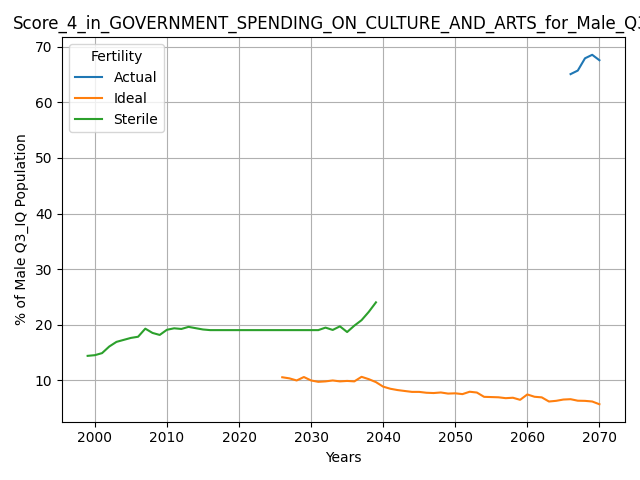 Score_4_in_GOVERNMENT_SPENDING_ON_CULTURE_AND_ARTS_for_Male_Q3
Fertility
Actual
Ideal
Sterile
% of Male Q3_IQ Population
70
60
50
40
30
20
10
2000 2010 2020 2030 2040 2050 2060 2070
Years